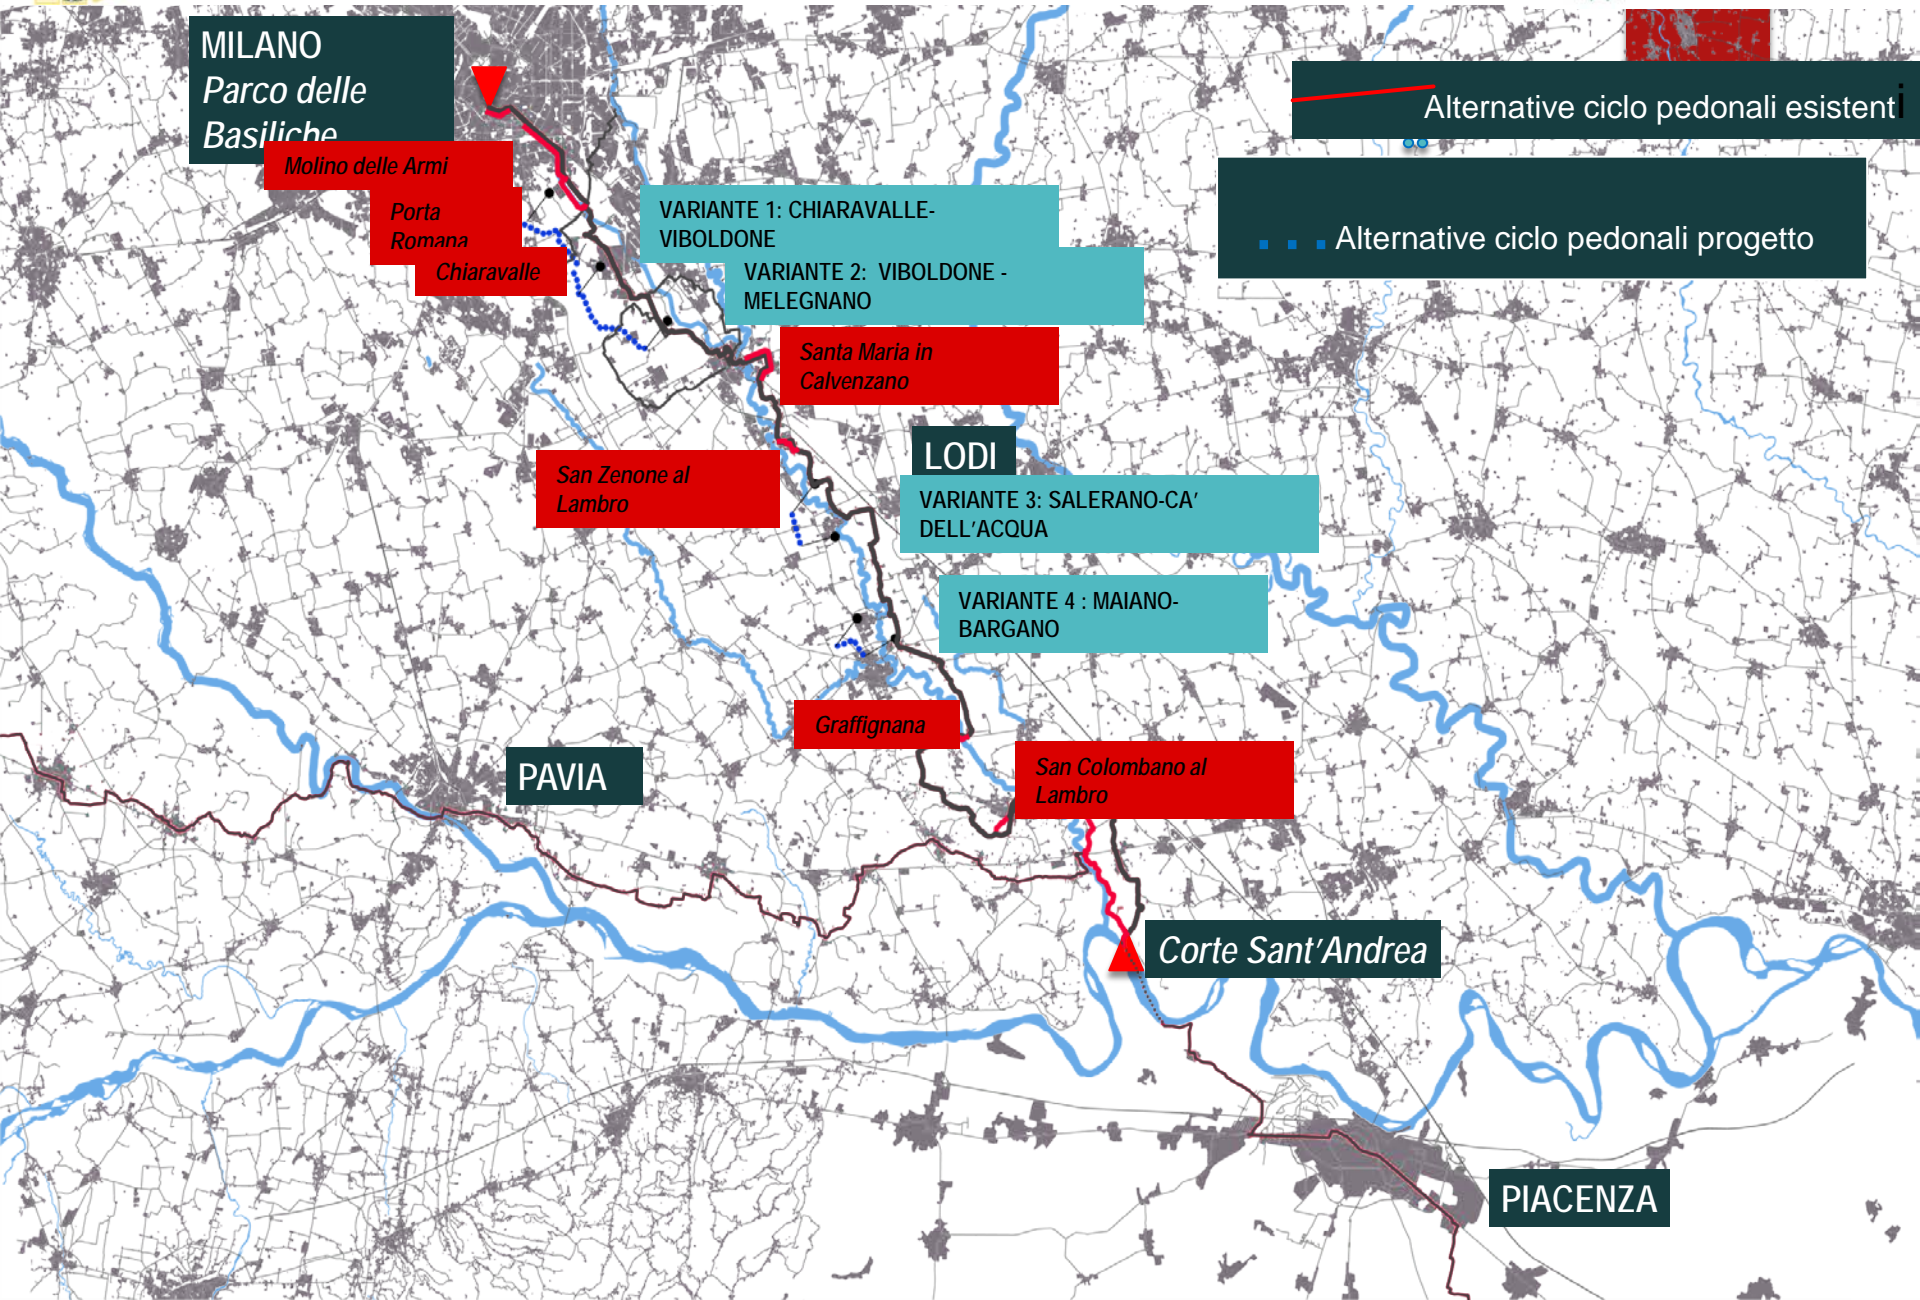 MILANO
Parco delle
Basiliche
Molino delle Armi
Porta
Romana
Chiaravalle
Alternative ciclo pedonali esistenti
Alternative ciclo pedonali progetto
VARIANTE 1: CHIARAVALLE-
VIBOLDONE
VARIANTE 2: VIBOLDONE -
MELEGNANO
Santa Maria in
Calvenzano
San Zenone al
Lambro
LODI
VARIANTE 3: SALERANO-CA’
DELL’ACQUA
VARIANTE 4 : MAIANO-
BARGANO
Graffignana
PAVIA
San Colombano al
Lambro
Corte Sant’Andrea
PIACENZA